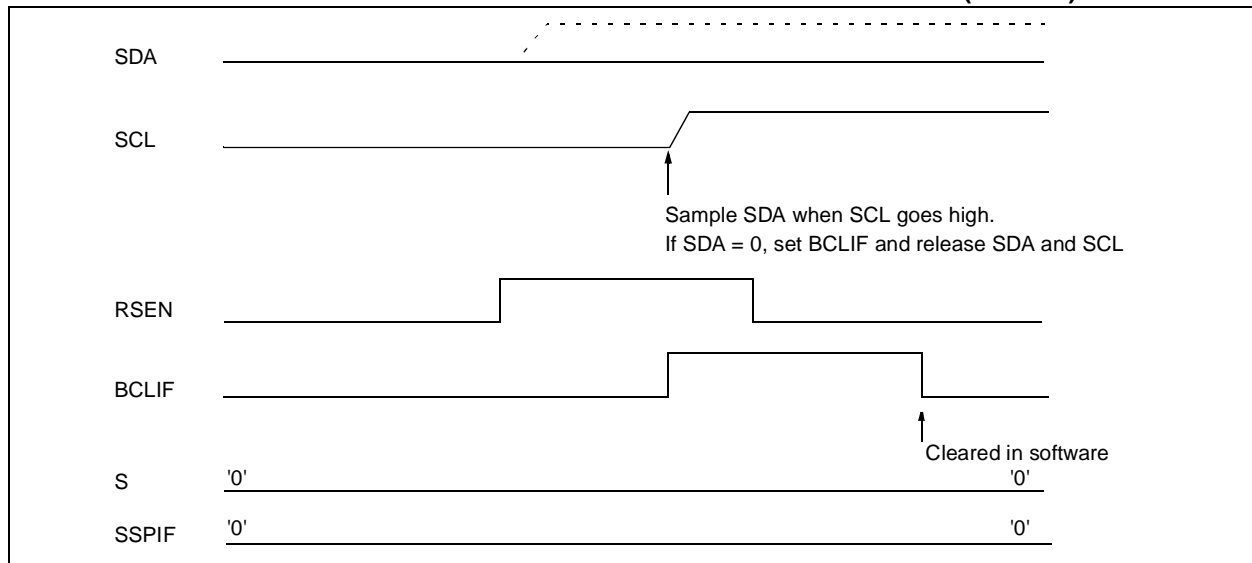 SDA
SCL
Sample SDA when SCL goes high.
If SDA = 0, set BCLIF and release SDA and SCL
RSEN
BCLIF
Cleared in software
S '0' '0'
SSPIF '0' '0'